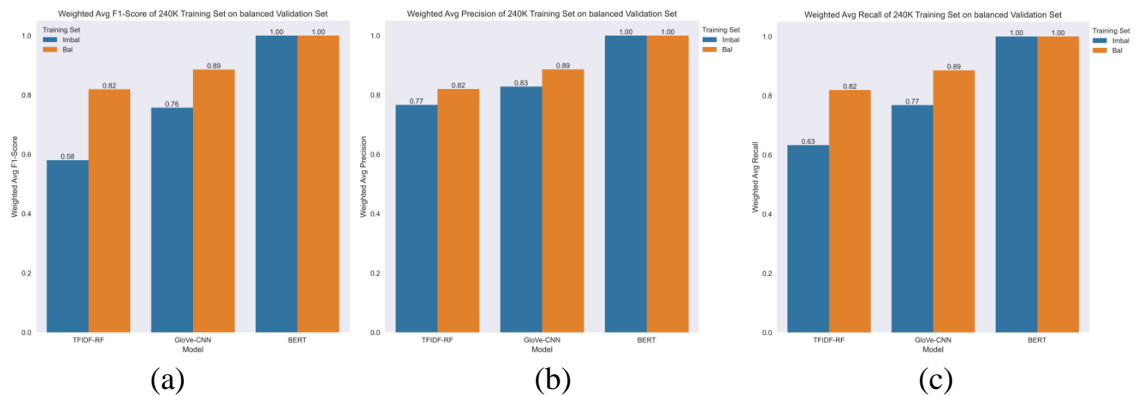 Weighted Avg F1-Score of 240K Training Set on balanced Validation Set
Training Set
Imbal
Bal
1.0
0.8
0.6
0.4
0.2
0.0
Weighted Avg F1-Score
0.58
0.82
0.76
0.89
1.00
1.00
TFIDF-RF
GloVe-CNN
BERT
Model
(a)
Weighted Avg Precision of 240K Training Set on balanced Validation Set
Training Set
Imbal
Bal
1.0
0.8
0.6
0.4
0.2
0.0
Weighted Avg Precision
0.77
0.82
0.83
0.89
1.00
1.00
TFIDF-RF
GloVe-CNN
BERT
Model
(b)
Weighted Avg Recall of 240K Training Set on balanced Validation Set
Training Set
Imbal
Bal
1.0
0.8
0.6
0.4
0.2
0.0
Weighted Avg Recall
0.63
0.82
0.77
0.89
1.00
1.00
TFIDF-RF
GloVe-CNN
BERT
Model
(c)